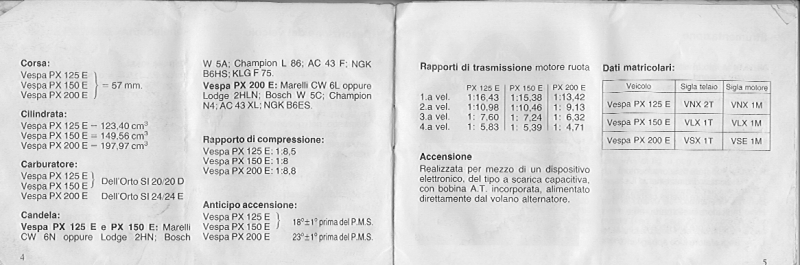 Corsa:
Vespa PX 125 E
Vespa PX 150 E } = 57 mm.
Vespa PX 200 E
Cilindrata:
Vespa PX 125 E – 123,40 cm³
Vespa PX 150 E = 149,56 cm³
Vespa PX 200 E – 197,97 cm³
Carburatore:
Vespa PX 125 E
Vespa PX 150 E } Dell'Orto SI 20/20 D
Vespa PX 200 E Dell'Orto SI 24/24 E
Candela:
Vespa PX 125 E e PX 150 E: Marelli
CW 6N oppure Lodge 2HN; Bosch
4
W 5A; Champion L 86; AC 43 F; NGK
B6HS; KLG F 75.
Vespa PX 200 E: Marelli CW 6L oppure
Lodge 2HLN; Bosch W 5C; Champion
N4; AC 43 XL; NGK B6ES.
Rapporto di compressione:
Vespa PX 125 E: 1:8,5
Vespa PX 150 E: 1:8
Vespa PX 200 E: 1:8,8
Anticipo accensione:
Vespa PX 125 E
Vespa PX 150 E } 18°±1° prima del P.M.S.
Vespa PX 200 E 23°±1° prima del P.M.S.
Rapporti di trasmissione motore ruota
PX 125 E PX 150 E PX 200 E
1.a vel. 1:16,43 1:15,38 1:13,42
2.a vel. 1:10,98 1:10,46 1: 9,13
3.a vel. 1: 7,60 1: 7,24 1: 6,32
4.a vel. 1: 5,83 1: 5,39 1: 4,71
Accensione
Realizzata per mezzo di un dispositivo
elettronico, del tipo a scarica capacitiva,
con bobina A.T. incorporata, alimentato
direttamente dal volano alternatore.
Dati matricolari:
Veicolo Sigla telaio Sigla motore
Vespa PX 125 E VNX 2T VNX 1M
Vespa PX 150 E VLX 1T VLX 1M
Vespa PX 200 E VSX 1T VSE 1M
5